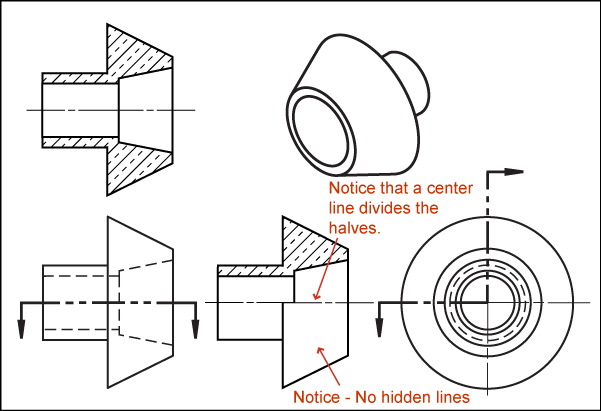 Notice that a center
line divides the
halves.
Notice - No hidden lines